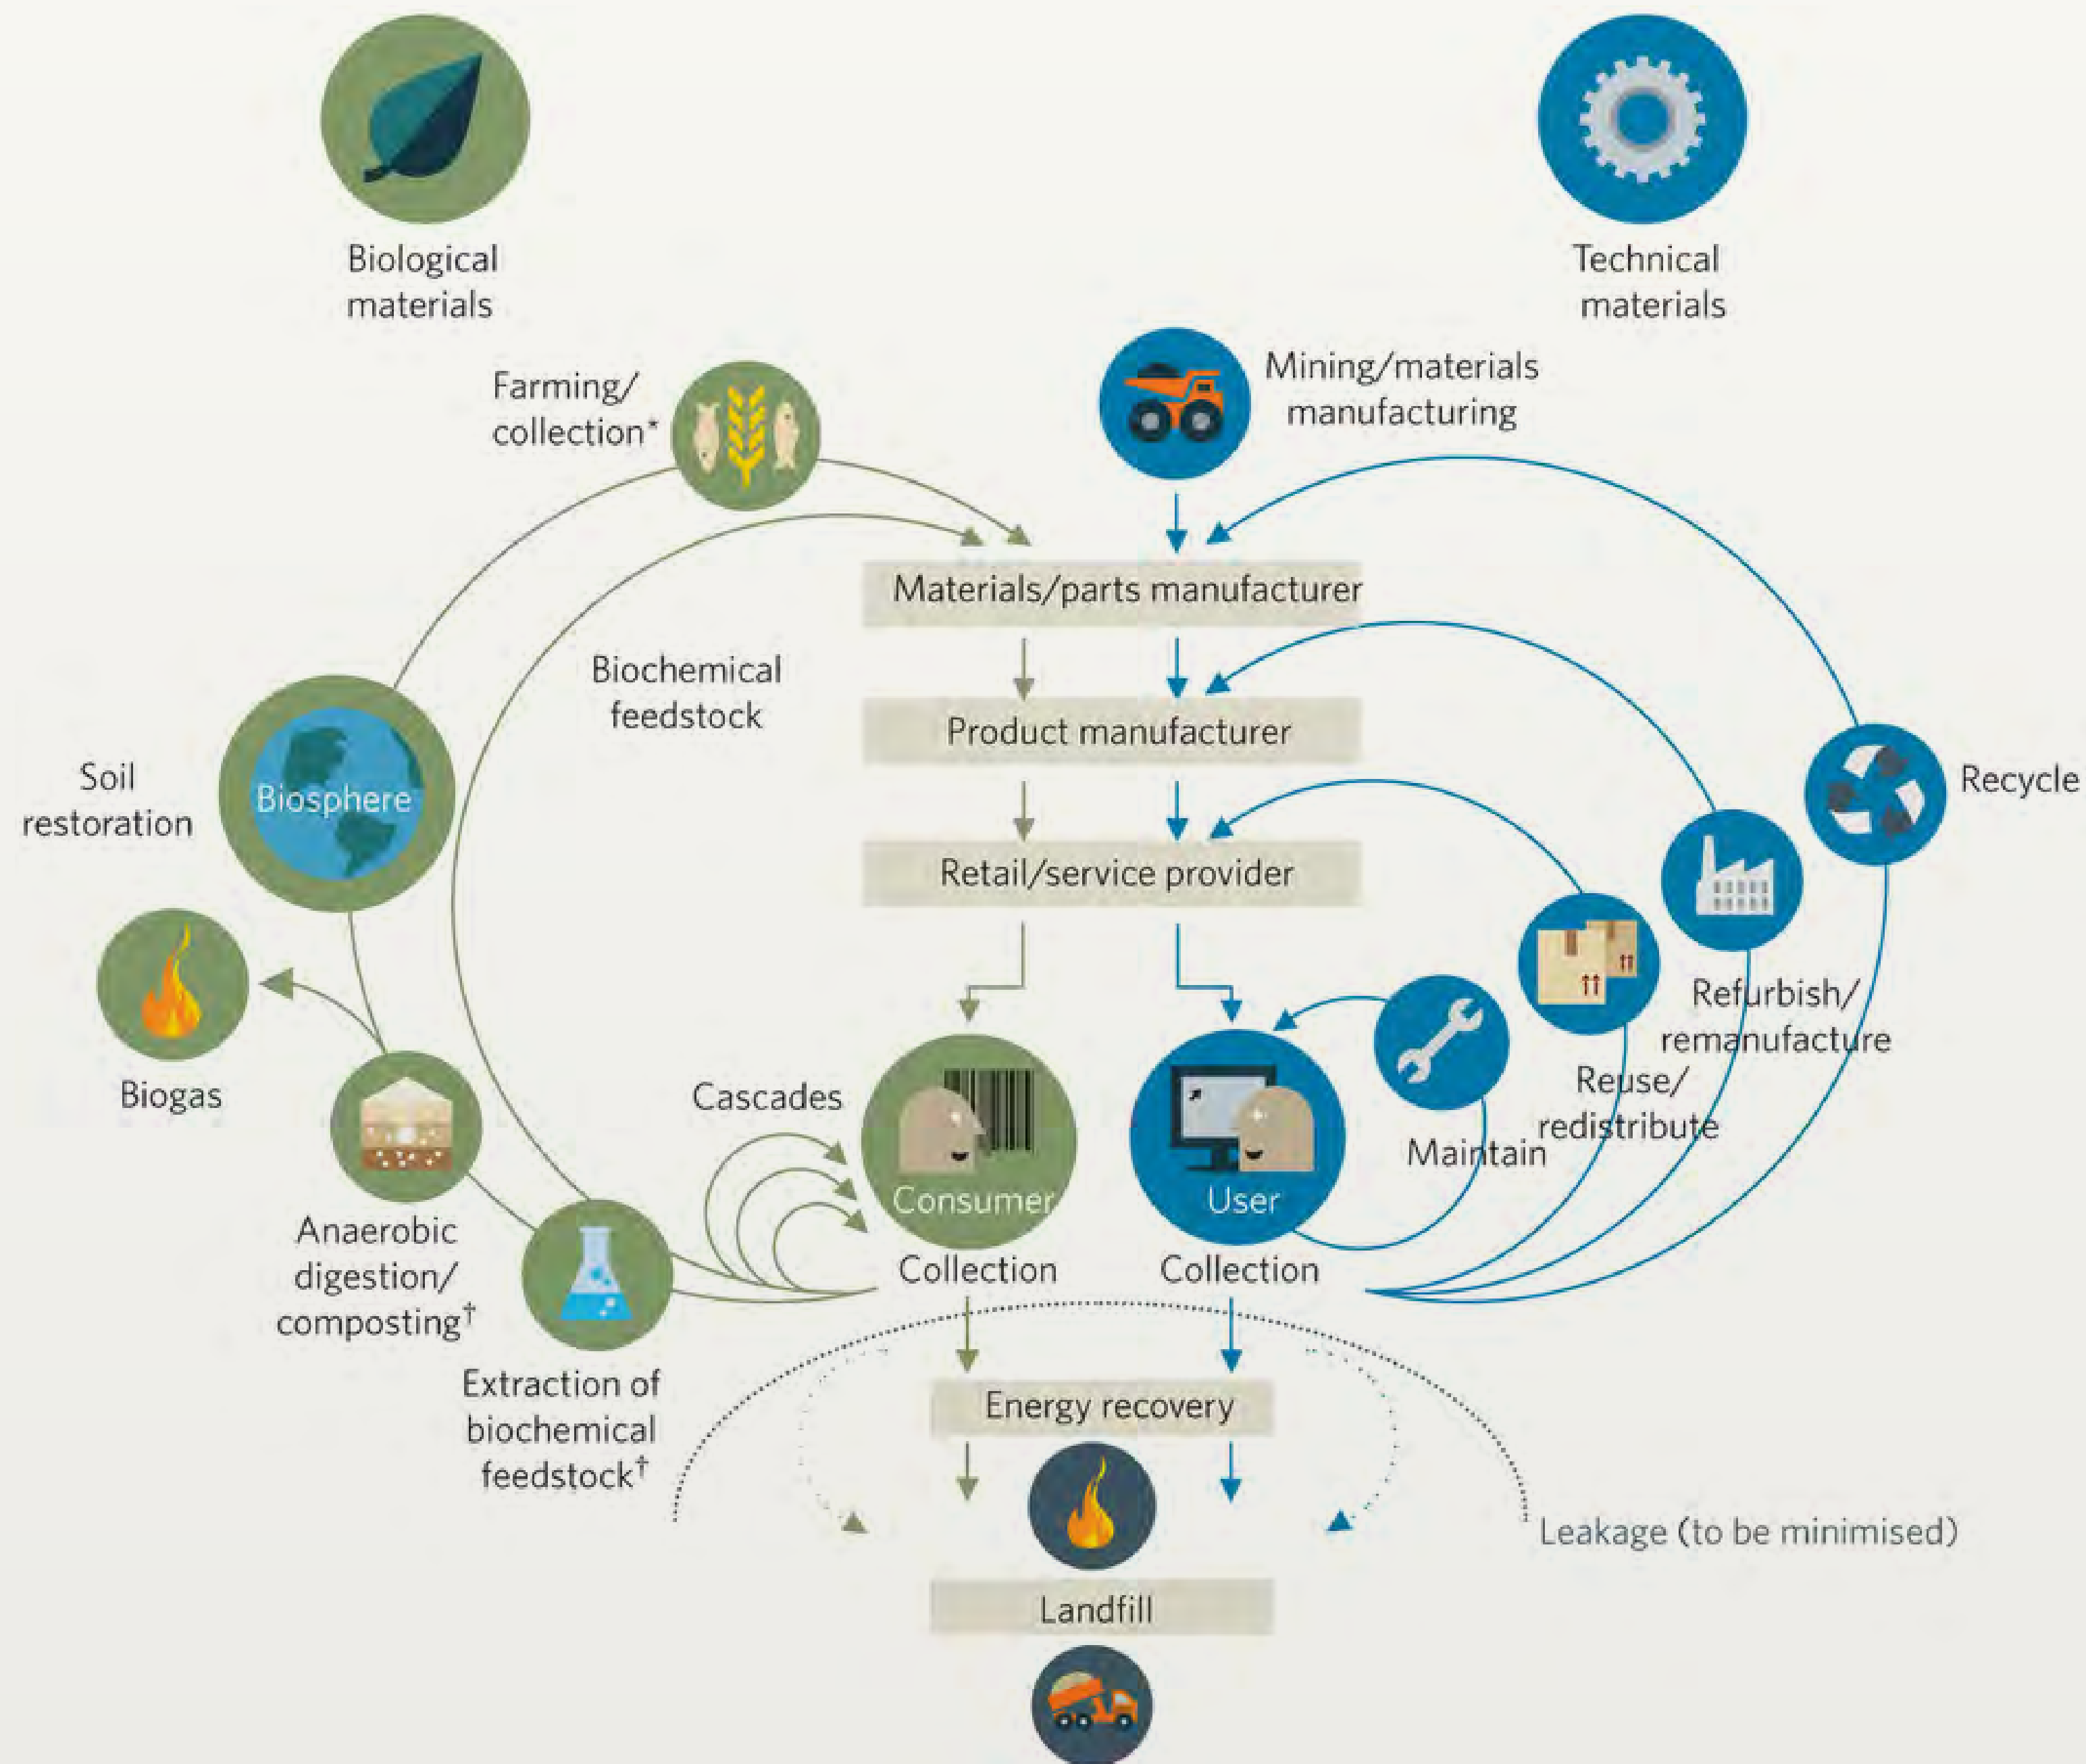 Biological
materials
Technical
materials
Farming/
collection*
Mining/materials
manufacturing
Materials/parts manufacturer
Biochemical
feedstock
Product manufacturer
Soil
restoration
Biosphere
Recycle
Retail/service provider
Refurbish/
remanufacture
Biogas
Cascades
Reuse/
redistribute
Maintain
Consumer
User
Anaerobic
digestion/
composting†
Collection
Collection
Extraction of
biochemical
feedstock†
Energy recovery
Leakage (to be minimised)
Landfill